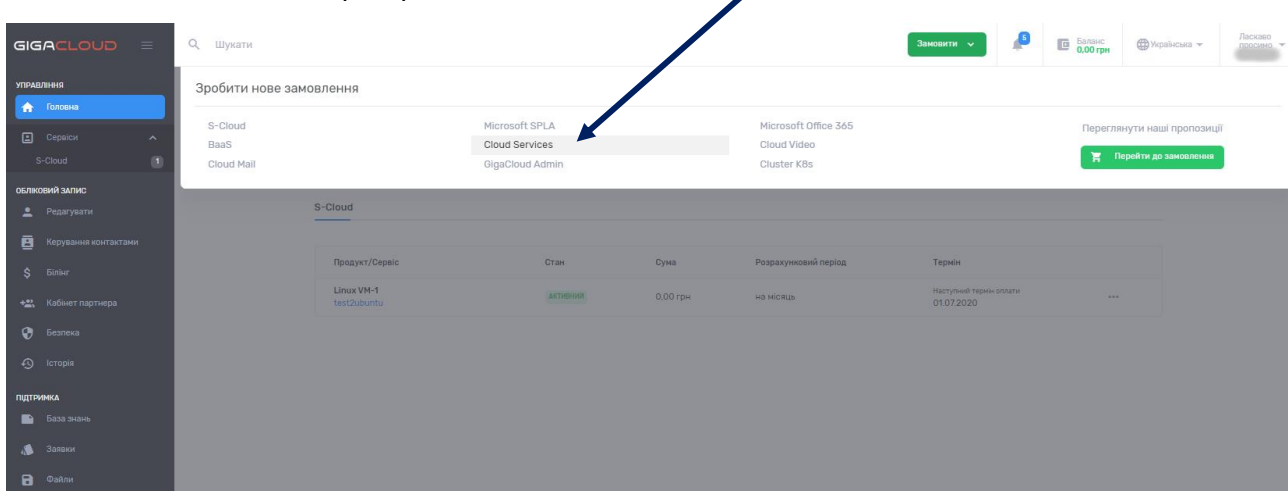 GIGACLOUD
Шукати
Замовити
5
Баланс
0,00 грн
Українська
Ласкаво
просимо
УПРАВЛІННЯ
Головна
Сервіси
S-Cloud
1
ОБЛІКОВИЙ ЗАПИС
Редагувати
Керування контактами
Білінг
Кабінет партнера
Безпека
Історія
ПІДТРИМКА
База знань
Заявки
Файли
Зробити нове замовлення
S-Cloud
BaaS
Cloud Mail
Microsoft SPLA
Cloud Services
GigaCloud Admin
Microsoft Office 365
Cloud Video
Cluster K8s
Переглянути наші пропозиції
Перейти до замовлення
S-Cloud
Продукт/Сервіс Стан Сума Розрахунковий період Термін
Linux VM-1
test2ubuntu
АКТИВНИЙ
0,00 грн
на місяць
Наступний термін оплати
01.07.2020